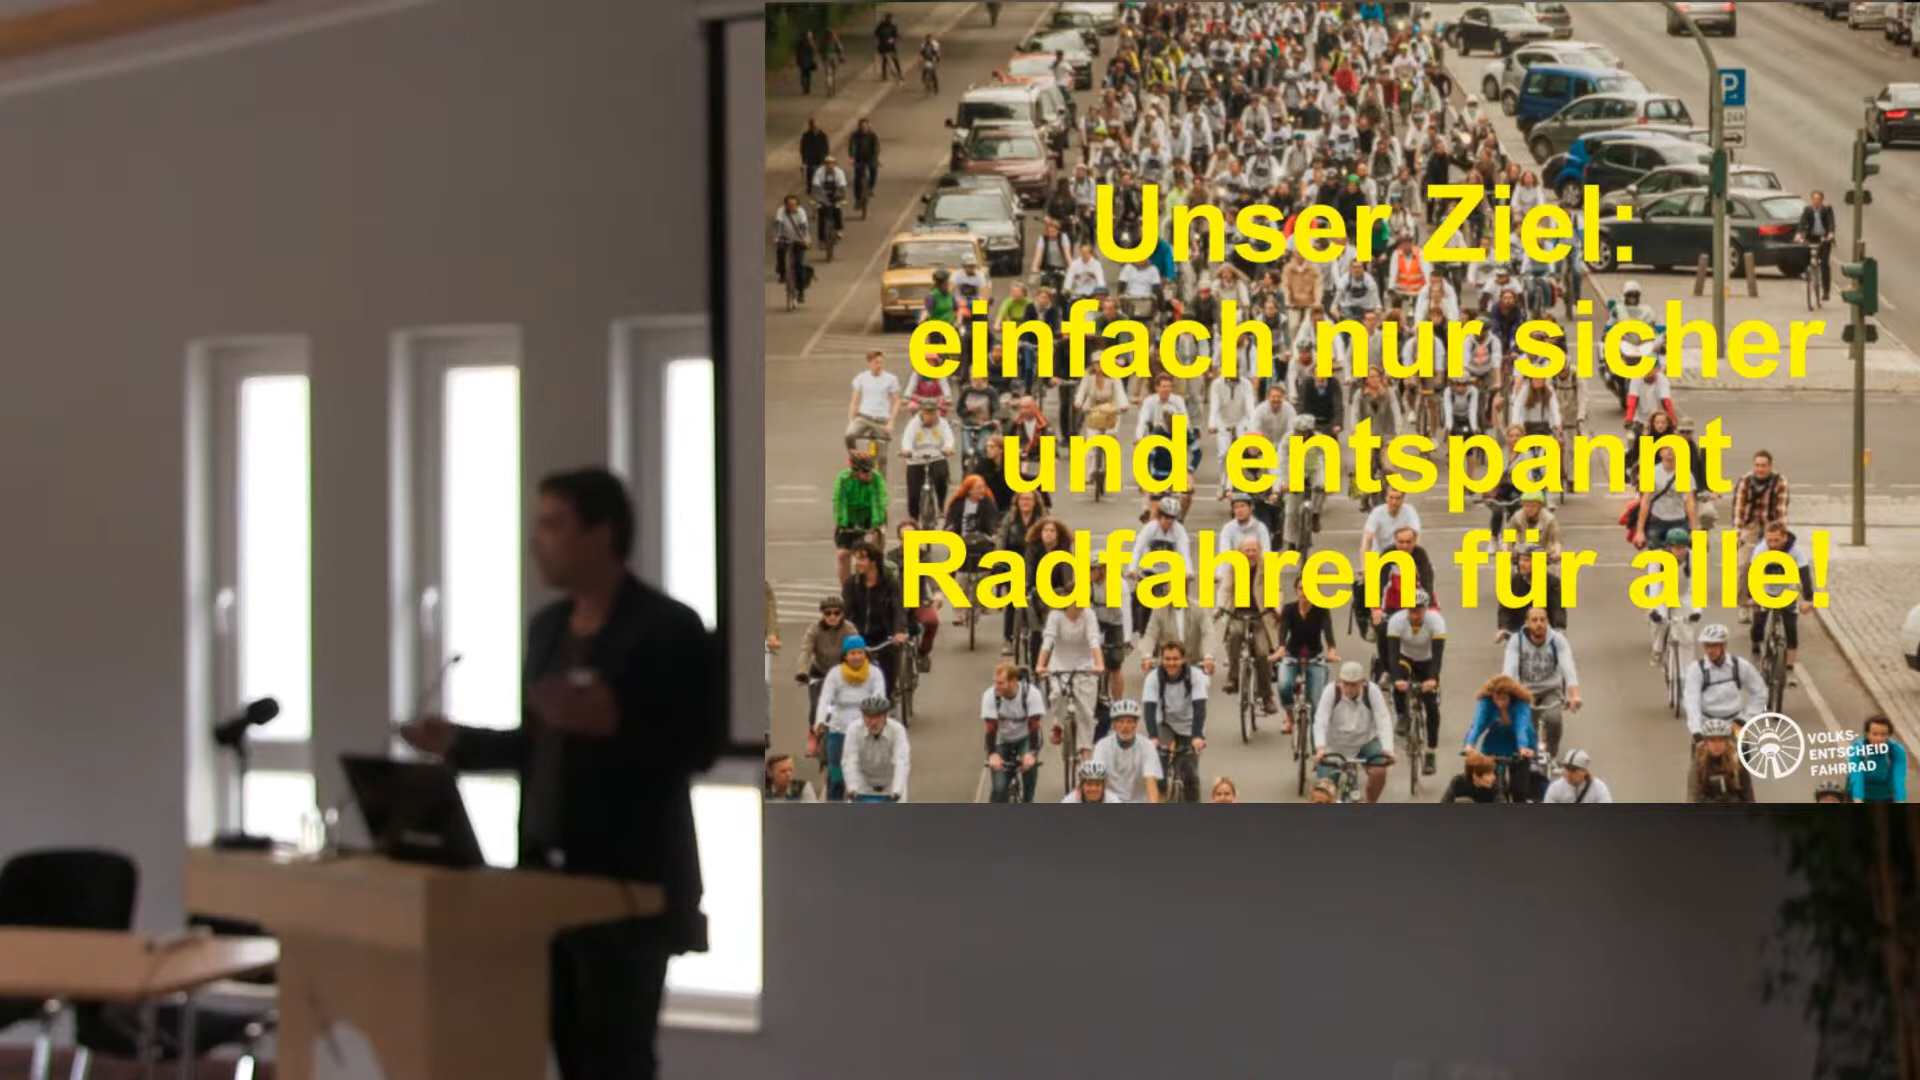 Unser Ziel:
einfach nur sicher
und entspannt
Radfahren für alle!
P
VOLKS-
ENTSCHEID
FAHRRAD